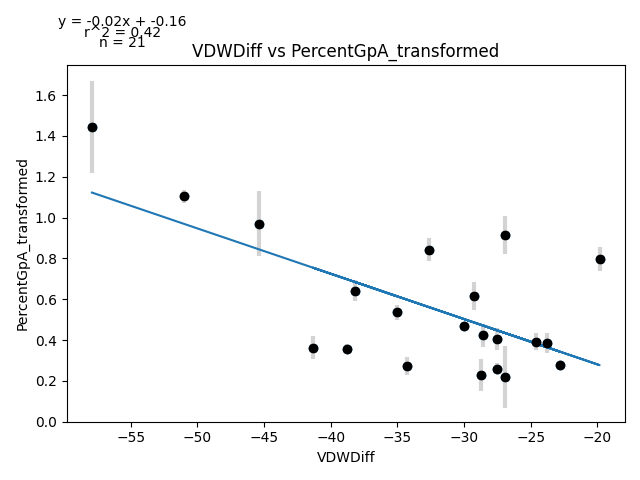 y = -0.02x + -0.16
r^2 = 0.42
n = 21
VDWDiff vs PercentGpA_transformed
1.6
1.4
1.2
1.0
0.8
0.6
0.4
0.2
0.0
PercentGpA_transformed
−55 −50 −45 −40 −35 −30 −25 −20
VDWDiff